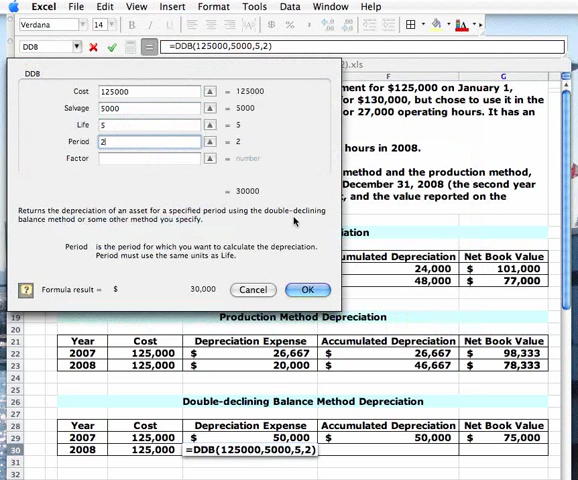 Excel File Edit View Insert Format Tools Data Window Help
Verdana 14 B I U $ %
DDB =DDB(125000,5000,5,2)
2).xls
DDB
Cost 125000 = 125000
Salvage 5000 = 5000
Life 5 = 5
Period 2 = 2
Factor = number
= 30000
Returns the depreciation of an asset for a specified period using the double-declining
balance method or some other method you specify.
Period is the period for which you want to calculate the depreciation.
Period must use the same units as Life.
? Formula result = $ 30,000 Cancel OK
F G
ment for $125,000 on January 1,
or $130,000, but chose to use it in the
or 27,000 operating hours. It has an
hours in 2008.
method and the production method,
December 31, 2008 (the second year
, and the value reported on the
iation
umulated Depreciation Net Book Value
24,000 $ 101,000
48,000 $ 77,000
19 Production Method Depreciation
20
21 Year Cost Depreciation Expense Accumulated Depreciation Net Book Value
22 2007 125,000 $ 26,667 26,667 $ 98,333
23 2008 125,000 $ 20,000 46,667 $ 78,333
24
26 Double-declining Balance Method Depreciation
28 Year Cost Depreciation Expense Accumulated Depreciation Net Book Value
29 2007 125,000 $ 50,000 50,000 $ 75,000
30 2008 125,000 =DDB(125000,5000,5,2)
31
32